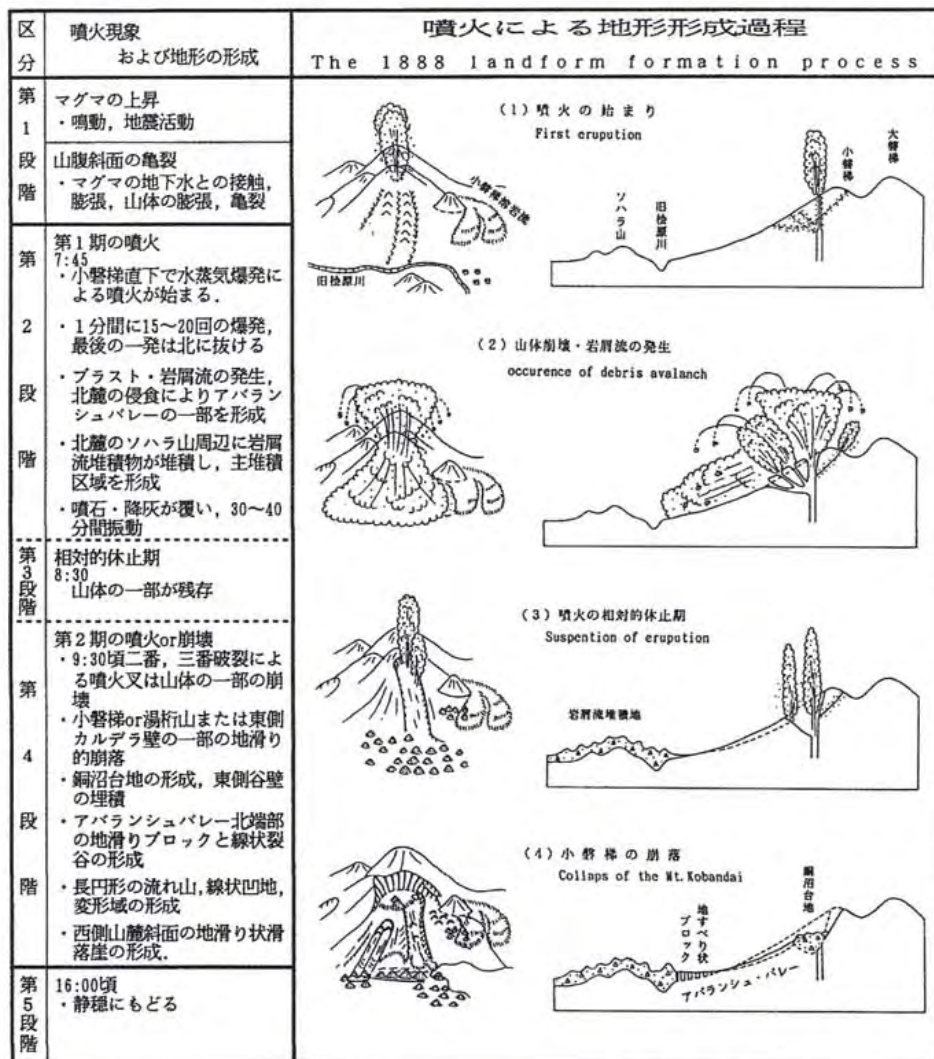 区
分
噴火現象
および地形の形成
噴火による地形形成過程
The 1888 landform formation process
第
1
段
階
マグマの上昇
・鳴動，地震活動
山腹斜面の亀裂
・マグマの地下水との接触，
膨張，山体の膨張，亀裂
第
2
段
階
第1期の噴火
7:45
・小磐梯直下で水蒸気爆発に
よる噴火が始まる．
・1分間に15～20回の爆発，
最後の一発は北に抜ける
・ブラスト・岩屑流の発生，
北麓の侵食によりアバラン
シュバレーの一部を形成
・北麓のソハラ山周辺に岩屑
流堆積物が堆積し，主堆積
区域を形成
・噴石・降灰が覆い，30～40
分間振動
第
3
段
階
相対的休止期
8:30
山体の一部が残存
第
4
段
階
第2期の噴火or崩壊
・9:30頃二番，三番破裂によ
る噴火又は山体の一部の崩
壊
・小磐梯or湯桁山または東側
カルデラ壁の一部の地滑り
的崩落
・銅沼台地の形成，東側谷壁
の埋積
・アバランシュバレー北端部
の地滑りブロックと線状裂
谷の形成
・長円形の流れ山，線状凹地，
変形域の形成
・西側山麓斜面の地滑り状滑
落崖の形成．
第
5
段
階
16:00頃
・静穏にもどる
(1) 噴火の始まり
First erupution
小磐梯熔岩流
旧桧原川
ソハラ山
旧桧原川
小磐梯
大磐梯
(2) 山体崩壊・岩屑流の発生
occurence of debris avalanch
(3) 噴火の相対的休止期
Suspention of erupution
岩屑流堆積地
(4) 小磐梯の崩落
Colinps of the Mt.Kobandai
地すべり状
ブロック
銅沼台地
アバランシュ・バレー